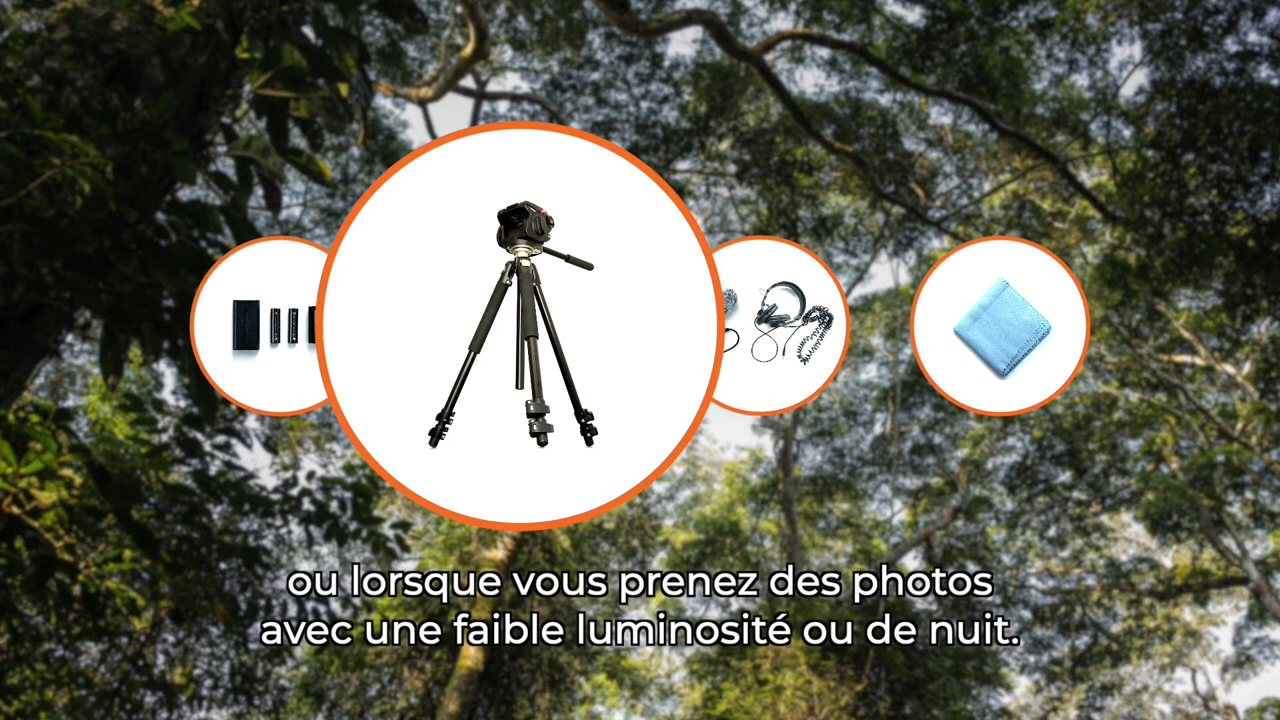 ou lorsque vous prenez des photos
avec une faible luminosité ou de nuit.